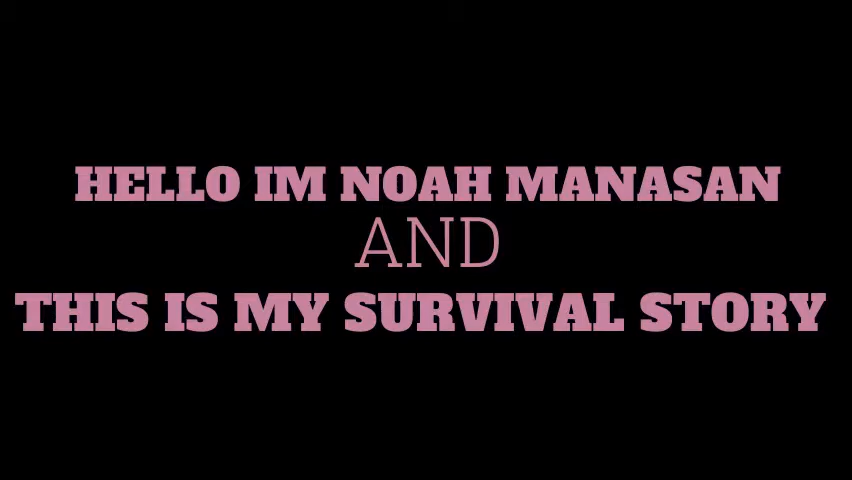 HELLO IM NOAH MANASAN
AND
THIS IS MY SURVIVAL STORY